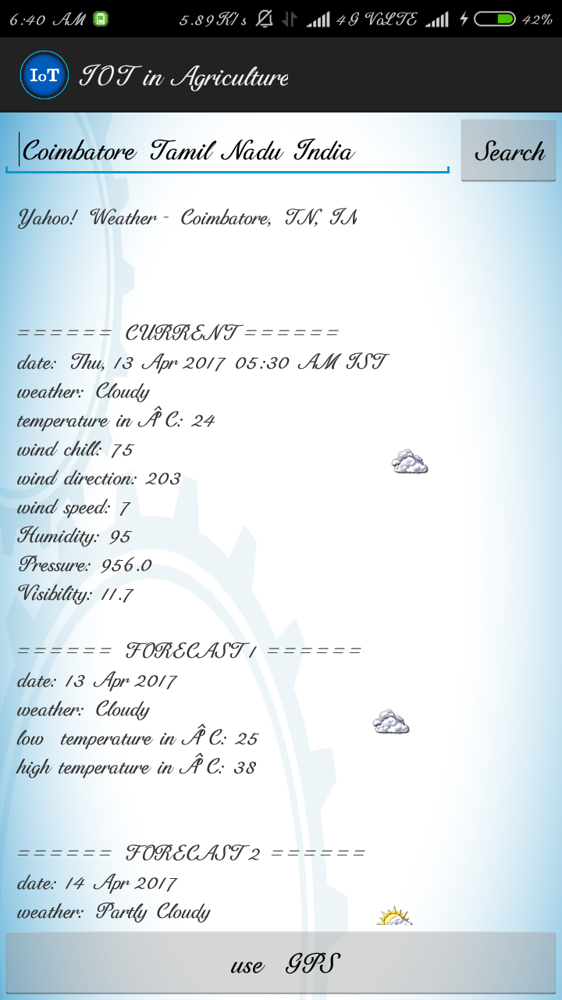 6:40 AM 5.89K/s 4G VoLTE 42%
IoT IOT in Agriculture
Coimbatore Tamil Nadu India Search
Yahoo! Weather - Coimbatore, TN, IN
====== CURRENT ======
date: Thu, 13 Apr 2017 05:30 AM IST
weather: Cloudy
temperature in Â°C: 24
wind chill: 75
wind direction: 203
wind speed: 7
Humidity: 95
Pressure: 956.0
Visibility: 11.7
====== FORECAST 1 ======
date: 13 Apr 2017
weather: Cloudy
low temperature in Â°C: 25
high temperature in Â°C: 38
====== FORECAST 2 ======
date: 14 Apr 2017
weather: Partly Cloudy
use GPS